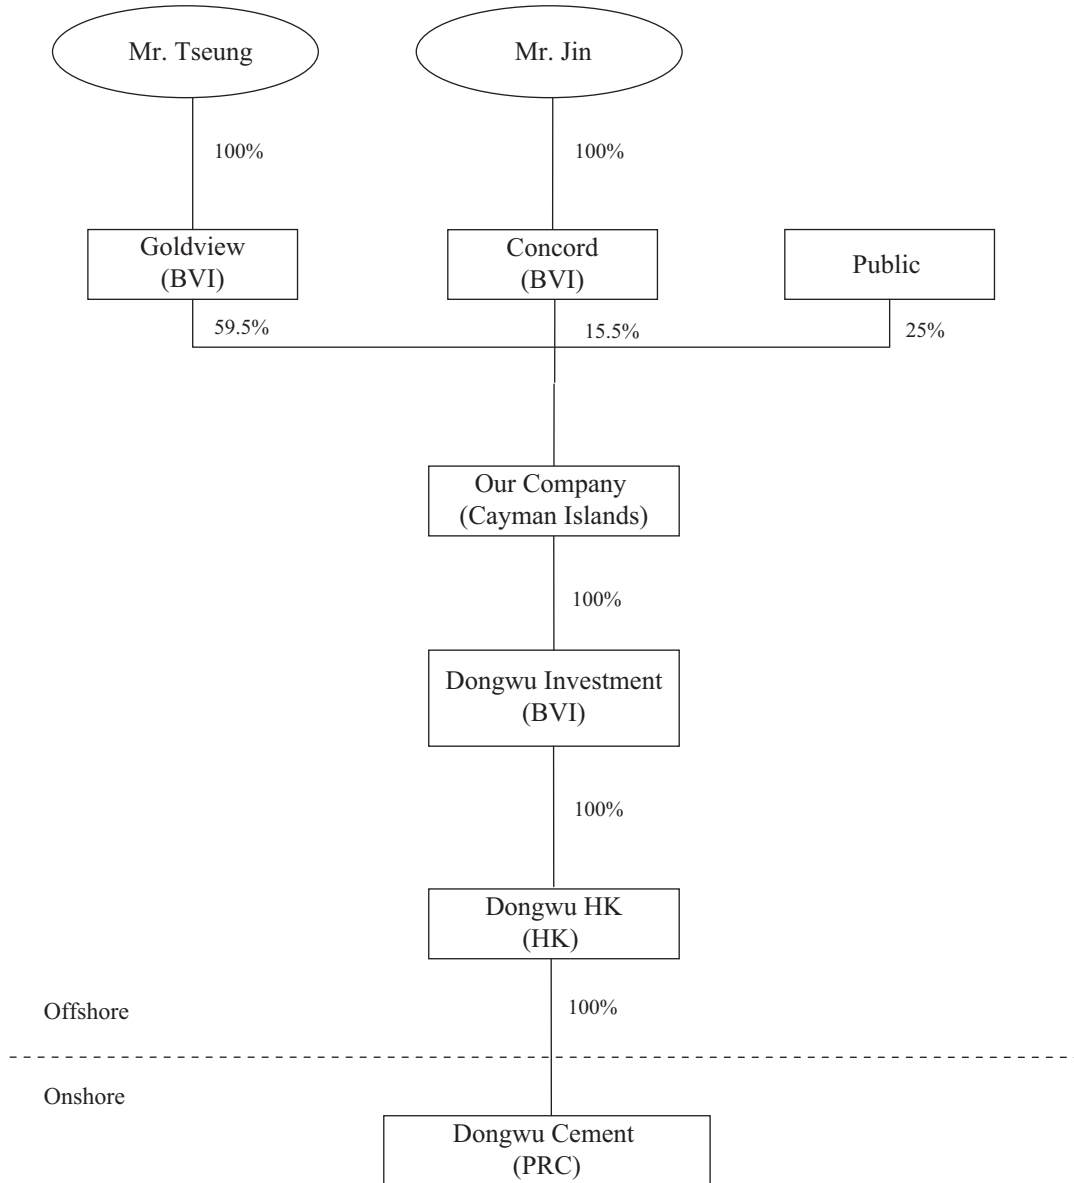 Mr. Tseung
Mr. Jin
100%
100%
Goldview
(BVI)
Concord
(BVI)
Public
59.5%
15.5%
25%
Our Company
(Cayman Islands)
100%
Dongwu Investment
(BVI)
100%
Dongwu HK
(HK)
Offshore
100%
Onshore
Dongwu Cement
(PRC)